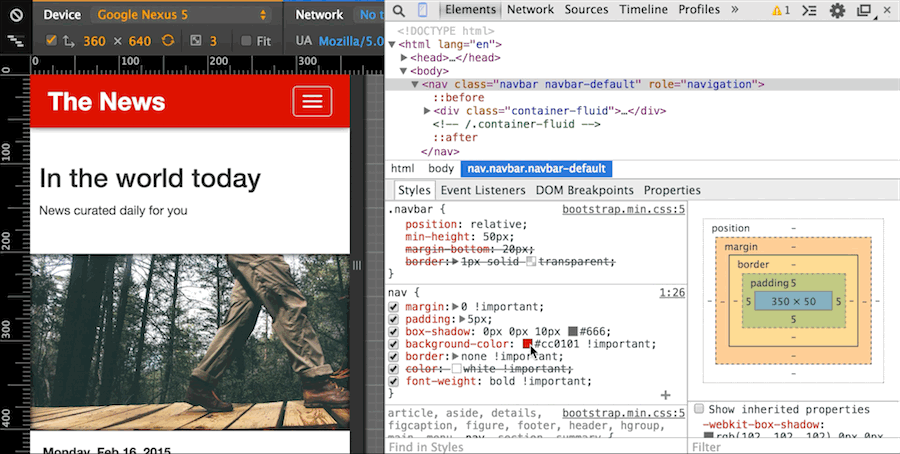 Device Google Nexus 5
Network No t
360 × 640 3 Fit
UA Mozilla/5.0
0 100 200 300
0
100
200
300
400
The News
In the world today
News curated daily for you
Monday, Feb 16, 2015
Elements Network Sources Timeline Profiles » 1
<!DOCTYPE html>
<html lang="en">
<head>…</head>
<body>
<nav class="navbar navbar-default" role="navigation">
::before
<div class="container-fluid">…</div>
<!-- /.container-fluid -->
::after
</nav>
html body nav.navbar.navbar-default
Styles Event Listeners DOM Breakpoints Properties
.navbar { bootstrap.min.css:5
position: relative;
min-height: 50px;
margin-bottom: 20px;
border: 1px solid transparent;
}
nav { 1:26
margin: 0 !important;
padding: 5px;
box-shadow: 0px 0px 10px #666;
background-color: #cc0101 !important;
border: none !important;
color: white !important;
font-weight: bold !important;
}
article, aside, details, bootstrap.min.css:5
figcaption, figure, footer, header, hgroup,
main, menu, nav, section, summary {
Find in Styles
position –
margin –
border –
padding 5
– – – 5 350 × 50 5 – – –
5
–
–
–
Show inherited properties
-webkit-box-shadow:
rgb(102, 102, 102) 0px 0px
Filter